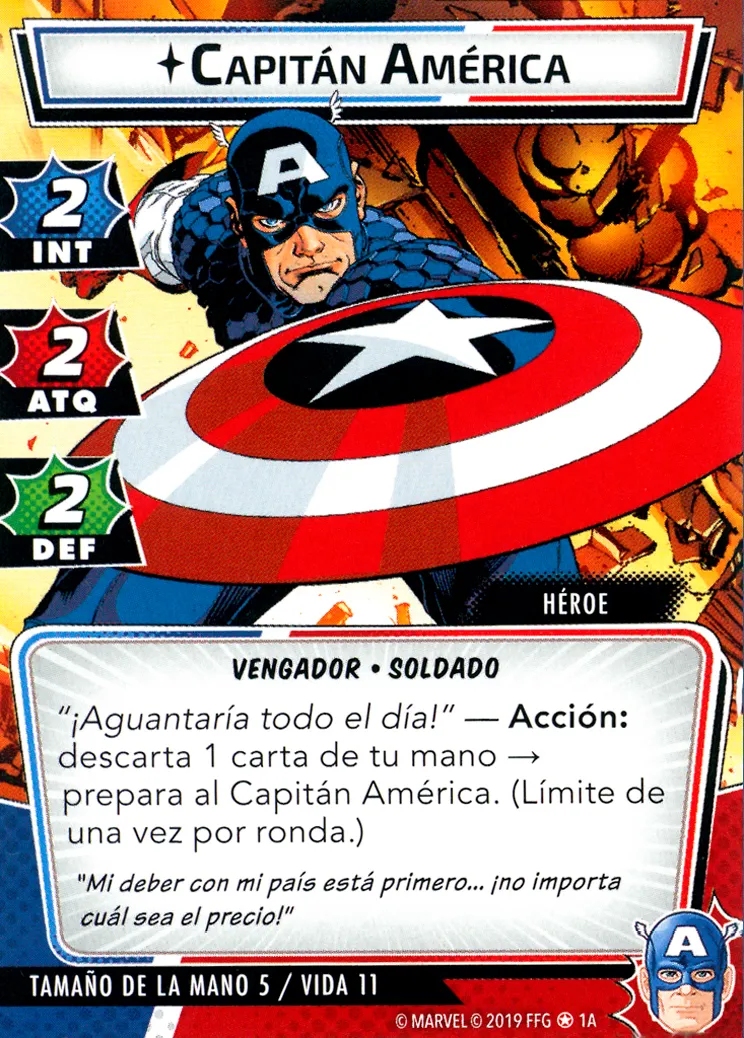 CAPITÁN AMÉRICA
A
2
INT
2
ATQ
2
DEF
HÉROE
VENGADOR • SOLDADO
“¡Aguantaría todo el día!” — Acción:
descarta 1 carta de tu mano →
prepara al Capitán América. (Límite de
una vez por ronda.)
"Mi deber con mi país está primero... ¡no importa
cuál sea el precio!"
A
TAMAÑO DE LA MANO 5 / VIDA 11
© MARVEL © 2019 FFG ✪ 1A